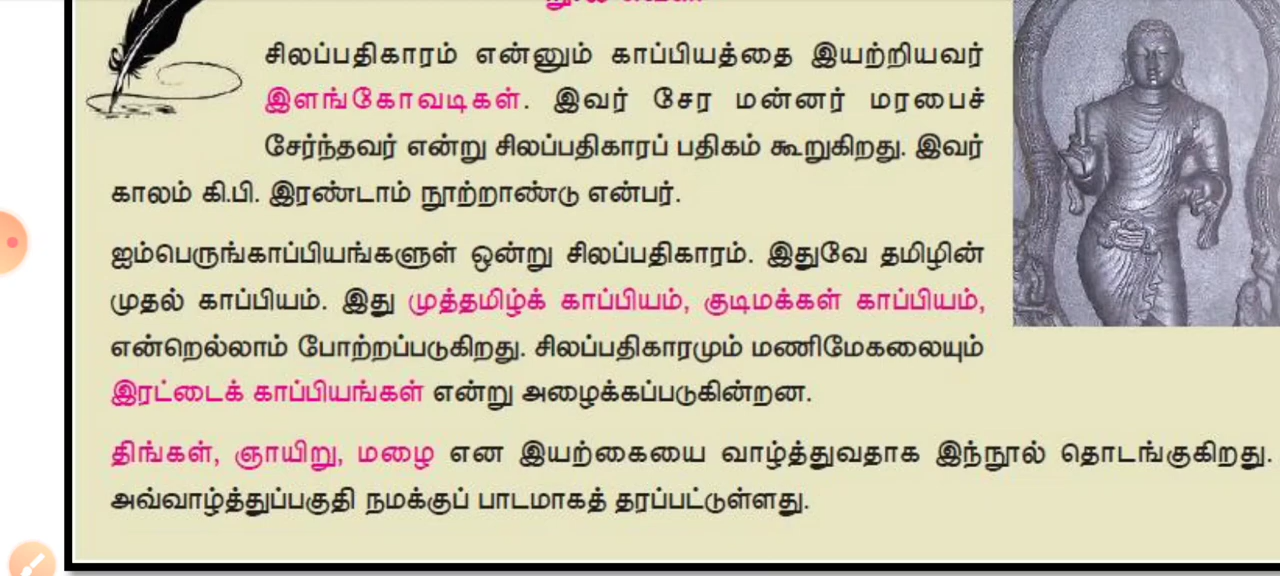 சிலப்பதிகாரம் என்னும் காப்பியத்தை இயற்றியவர்
இளங்கோவடிகள். இவர் சேர மன்னர் மரபைச்
சேர்ந்தவர் என்று சிலப்பதிகாரப் பதிகம் கூறுகிறது. இவர்
காலம் கி.பி. இரண்டாம் நூற்றாண்டு என்பர்.
ஐம்பெருங்காப்பியங்களுள் ஒன்று சிலப்பதிகாரம். இதுவே தமிழின்
முதல் காப்பியம். இது முத்தமிழ்க் காப்பியம், குடிமக்கள் காப்பியம்,
என்றெல்லாம் போற்றப்படுகிறது. சிலப்பதிகாரமும் மணிமேகலையும்
இரட்டைக் காப்பியங்கள் என்று அழைக்கப்படுகின்றன.
திங்கள், ஞாயிறு, மழை என இயற்கையை வாழ்த்துவதாக இந்நூல் தொடங்குகிறது.
அவ்வாழ்த்துப்பகுதி நமக்குப் பாடமாகத் தரப்பட்டுள்ளது.